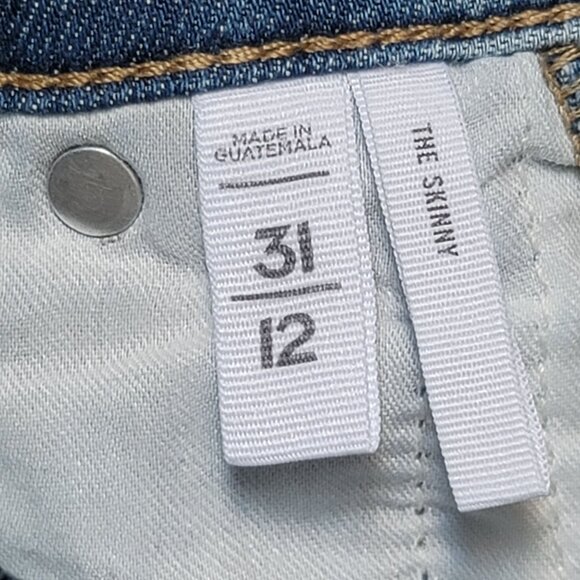 MADE IN
GUATEMALA
31
12
THE SKINNY